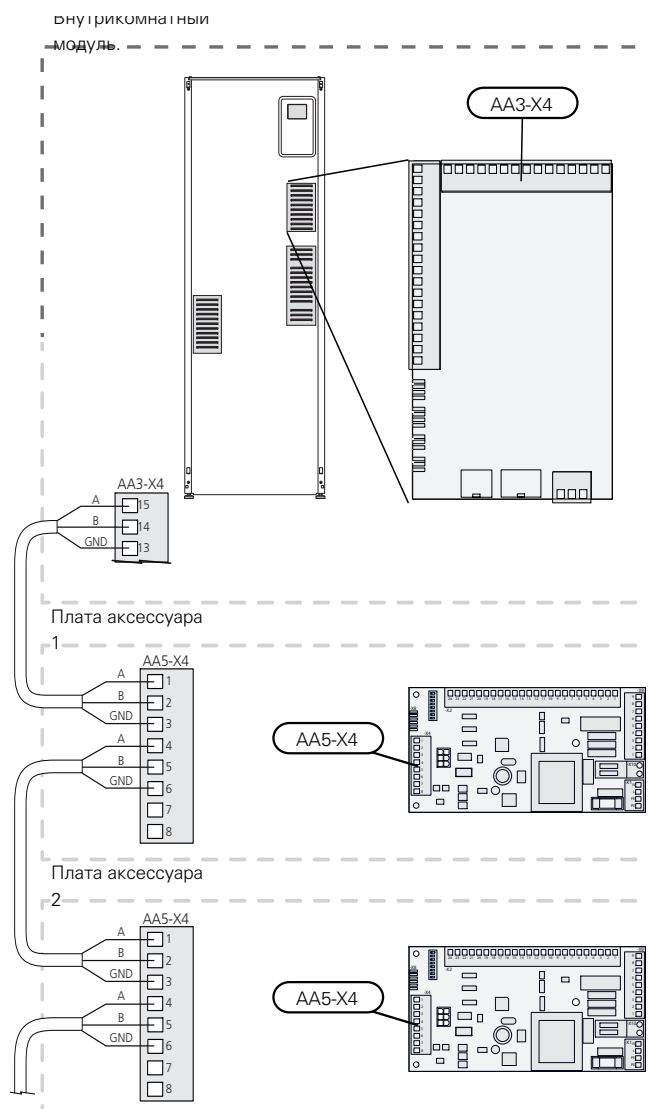 Внутрикомнатный
модуль.
AA3-X4
AA3-X4
A
15
B
14
GND
13
Плата аксессуара
1
AA5-X4
A
1
B
2
GND
3
A
4
B
5
GND
6
7
8
AA5-X4
Плата аксессуара
2
AA5-X4
A
1
B
2
GND
3
A
4
B
5
GND
6
7
8
AA5-X4